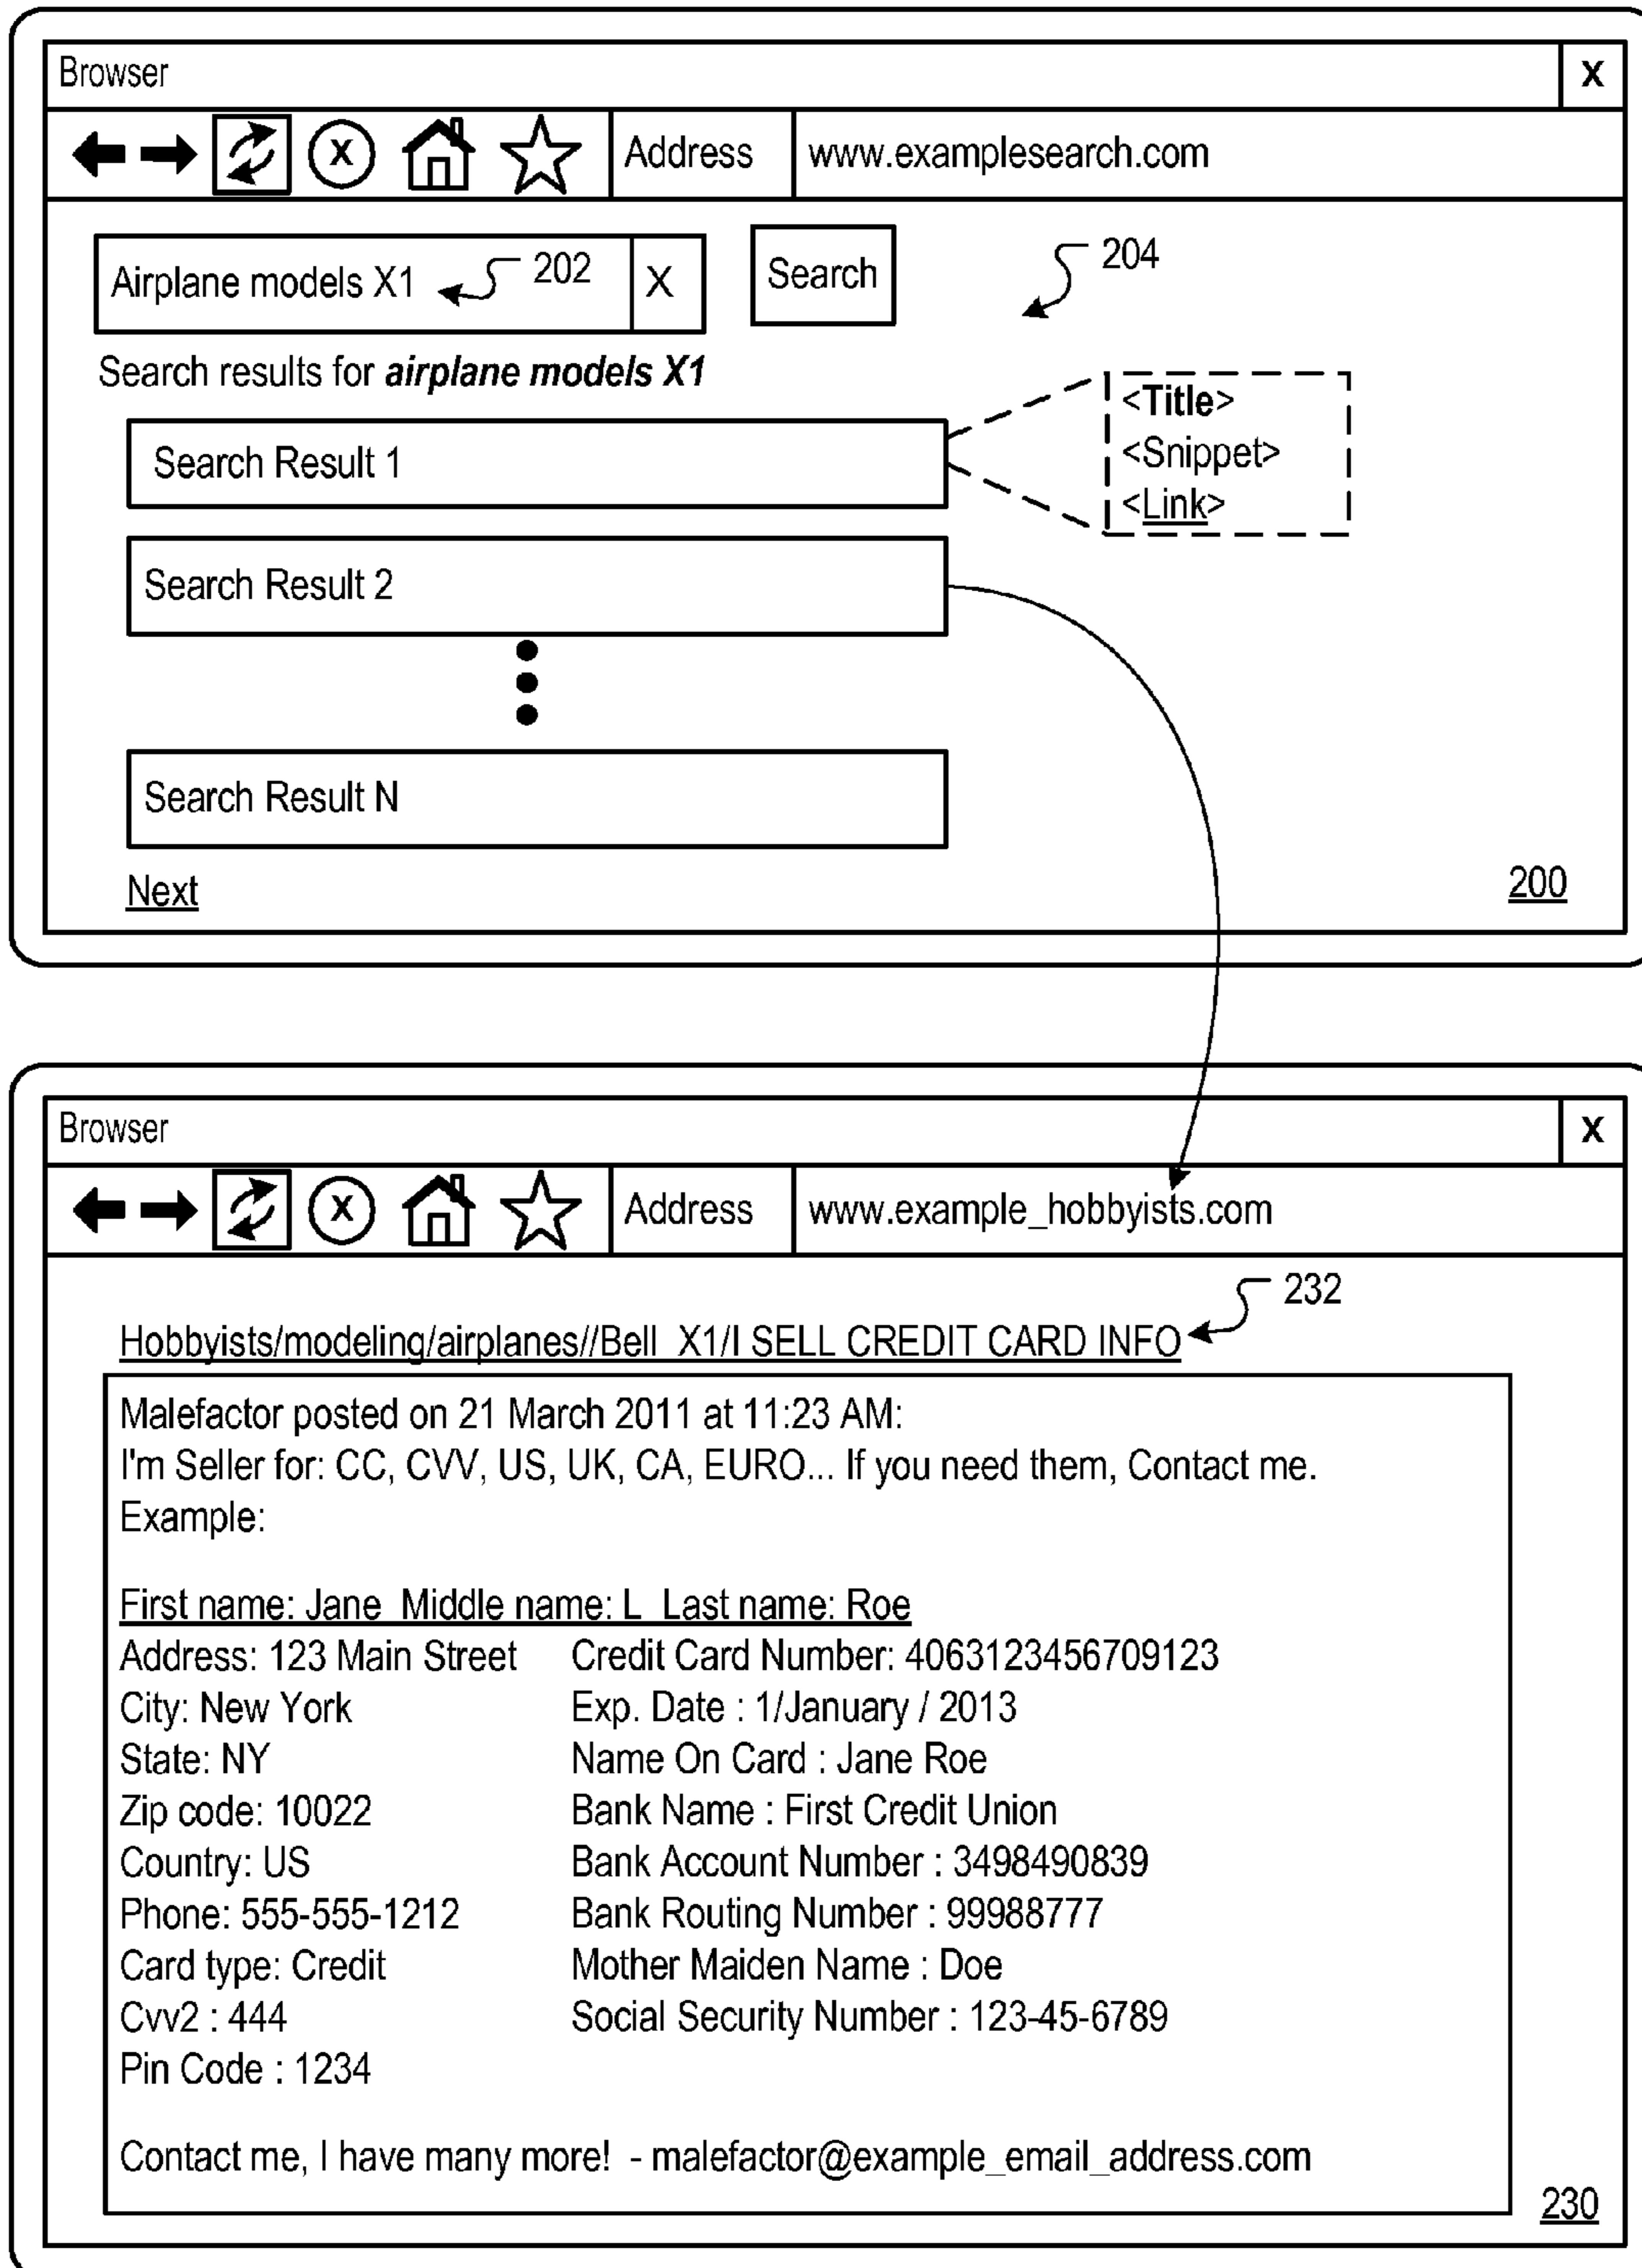 Browser X
X Address www.examplesearch.com
Airplane models X1 202 X Search 204
Search results for airplane models X1
<Title>
<Snippet>
<Link>
Search Result 1
Search Result 2
Search Result N
Next
200
Browser X
X Address www.example_hobbyists.com
232
Hobbyists/modeling/airplanes//Bell_X1/I SELL CREDIT CARD INFO
Malefactor posted on 21 March 2011 at 11:23 AM:
I'm Seller for: CC, CVV, US, UK, CA, EURO... If you need them, Contact me.
Example:
First name: Jane Middle name: L Last name: Roe
Address: 123 Main Street Credit Card Number: 4063123456709123
City: New York Exp. Date : 1/January / 2013
State: NY Name On Card : Jane Roe
Zip code: 10022 Bank Name : First Credit Union
Country: US Bank Account Number : 3498490839
Phone: 555-555-1212 Bank Routing Number : 99988777
Card type: Credit Mother Maiden Name : Doe
Cvv2 : 444 Social Security Number : 123-45-6789
Pin Code : 1234
Contact me, I have many more! - malefactor@example_email_address.com
230